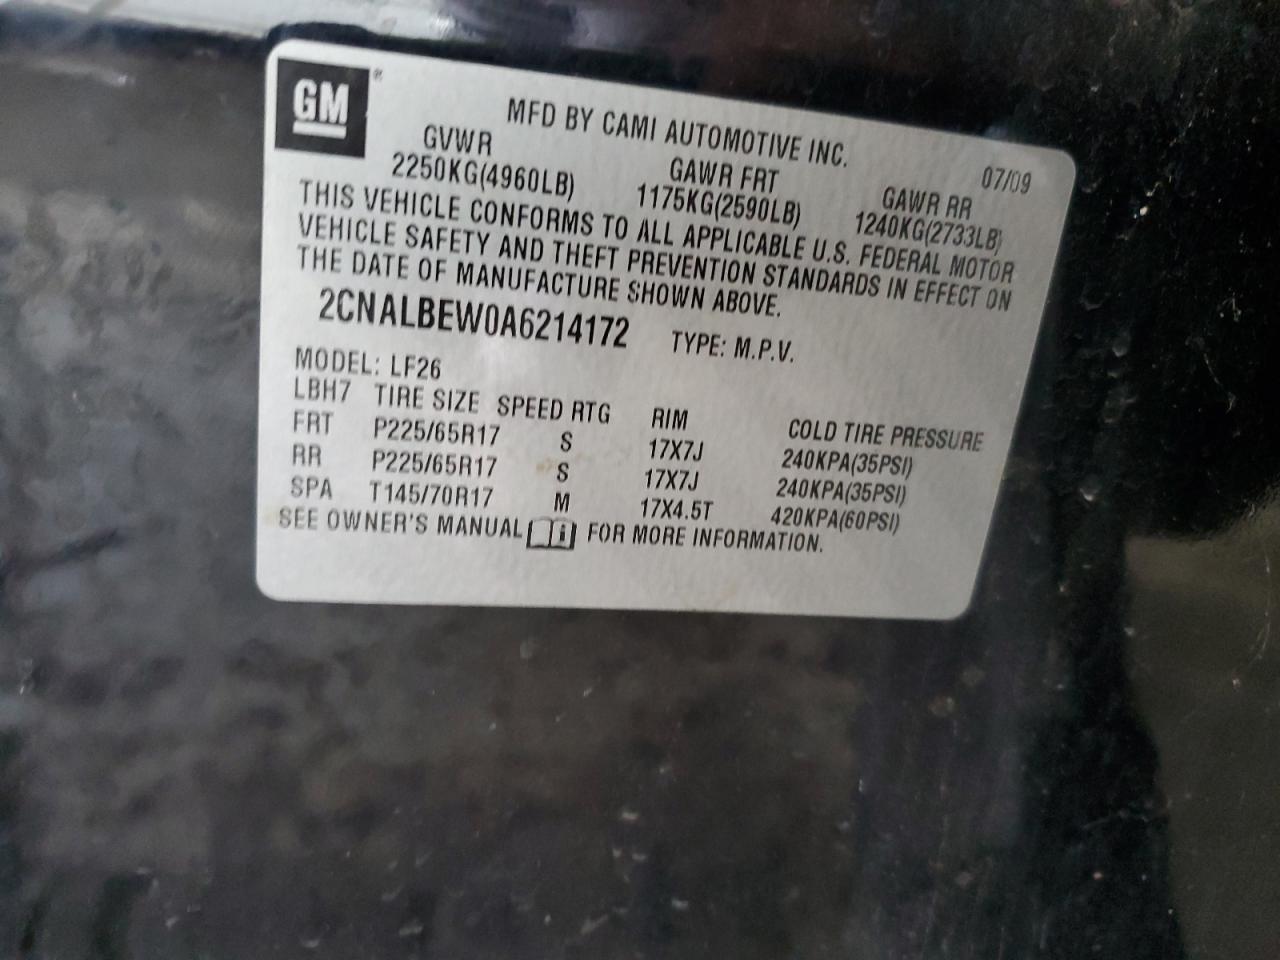 GM ®
MFD BY CAMI AUTOMOTIVE INC.
07/09
GVWR GAWR FRT GAWR RR
2250KG(4960LB) 1175KG(2590LB) 1240KG(2733LB)
THIS VEHICLE CONFORMS TO ALL APPLICABLE U.S. FEDERAL MOTOR
VEHICLE SAFETY AND THEFT PREVENTION STANDARDS IN EFFECT ON
THE DATE OF MANUFACTURE SHOWN ABOVE.
2CNALBEW0A6214172 TYPE: M.P.V.
MODEL: LF26
LBH7 TIRE SIZE SPEED RTG RIM COLD TIRE PRESSURE
FRT P225/65R17 S 17X7J 240KPA(35PSI)
RR P225/65R17 S 17X7J 240KPA(35PSI)
SPA T145/70R17 M 17X4.5T 420KPA(60PSI)
SEE OWNER'S MANUAL i FOR MORE INFORMATION.